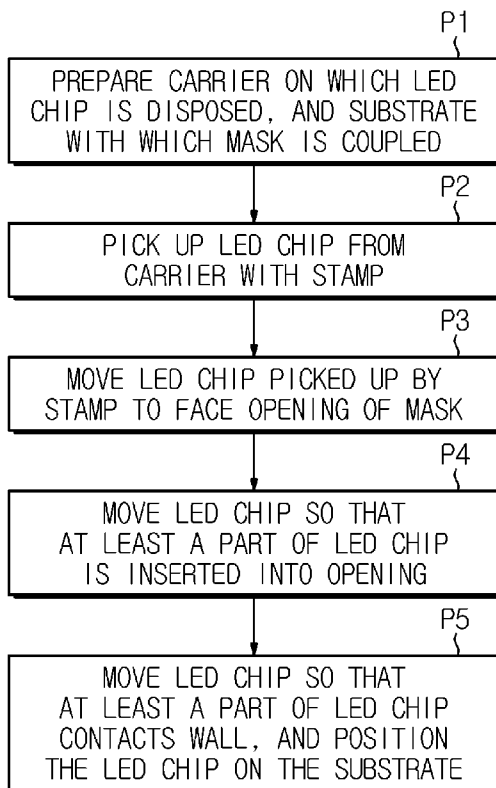 P1
PREPARE CARRIER ON WHICH LED
CHIP IS DISPOSED, AND SUBSTRATE
WITH WHICH MASK IS COUPLED
P2
PICK UP LED CHIP FROM
CARRIER WITH STAMP
P3
MOVE LED CHIP PICKED UP BY
STAMP TO FACE OPENING OF MASK
P4
MOVE LED CHIP SO THAT
AT LEAST A PART OF LED CHIP
IS INSERTED INTO OPENING
P5
MOVE LED CHIP SO THAT
AT LEAST A PART OF LED CHIP
CONTACTS WALL, AND POSITION
THE LED CHIP ON THE SUBSTRATE